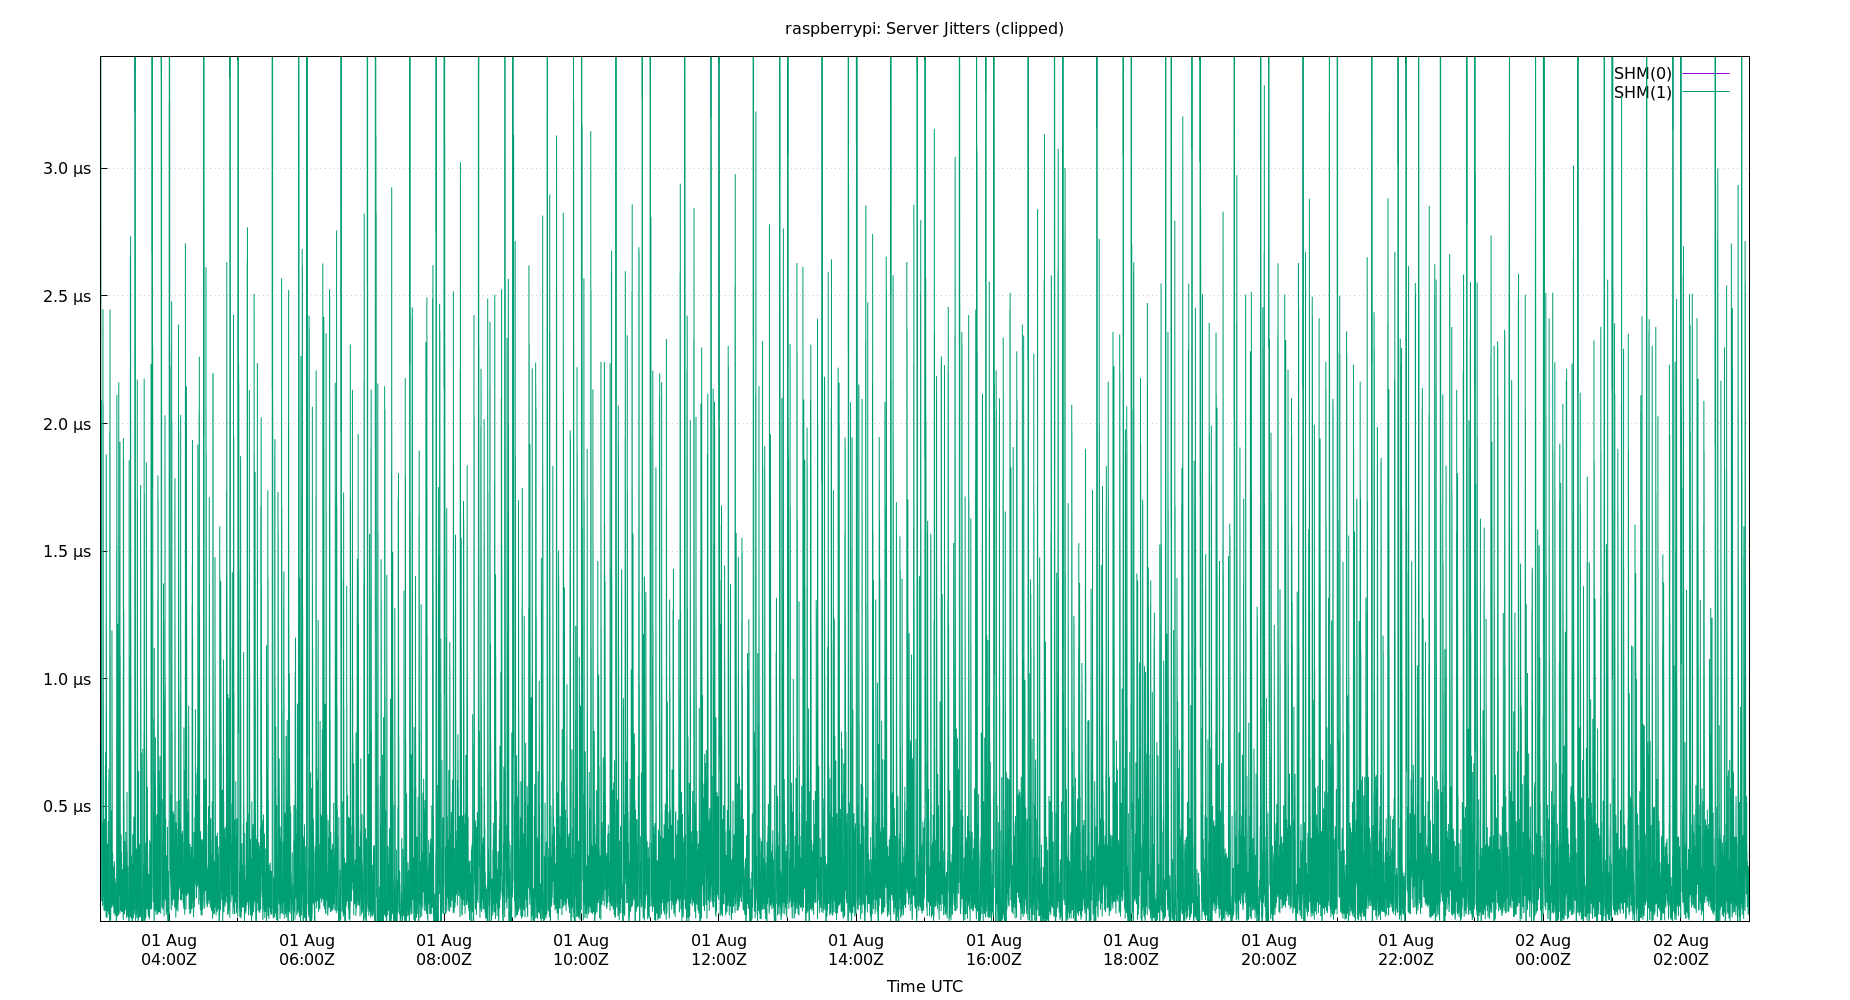 raspberrypi: Server Jitters (clipped)
SHM(0)
SHM(1)
3.0 µs
2.5 µs
2.0 µs
1.5 µs
1.0 µs
0.5 µs
01 Aug 01 Aug 01 Aug 01 Aug 01 Aug 01 Aug 01 Aug 01 Aug 01 Aug 01 Aug 02 Aug 02 Aug
04:00Z 06:00Z 08:00Z 10:00Z 12:00Z 14:00Z 16:00Z 18:00Z 20:00Z 22:00Z 00:00Z 02:00Z
Time UTC